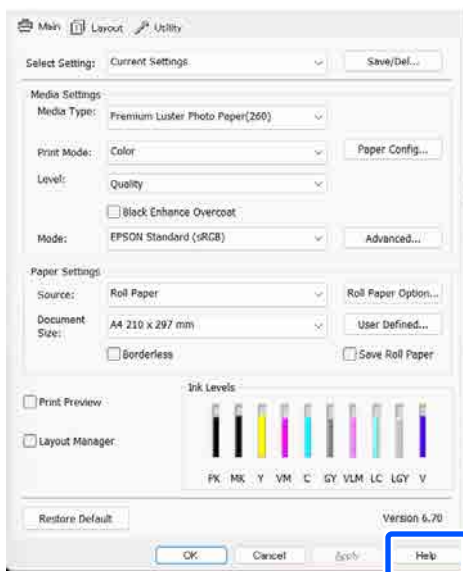 Main Layout Utility
Select Setting: Current Settings Save/Del...
Media Settings
Media Type: Premium Luster Photo Paper(260)
Print Mode: Color Paper Config...
Level: Quality
Black Enhance Overcoat
Mode: EPSON Standard (sRGB) Advanced...
Paper Settings
Source: Roll Paper Roll Paper Option...
Document Size: A4 210 x 297 mm User Defined...
Borderless Save Roll Paper
Ink Levels
Print Preview
Layout Manager
PK MK Y VM C GY VLM LC LGY V
Restore Default Version 6.70
OK Cancel Apply Help